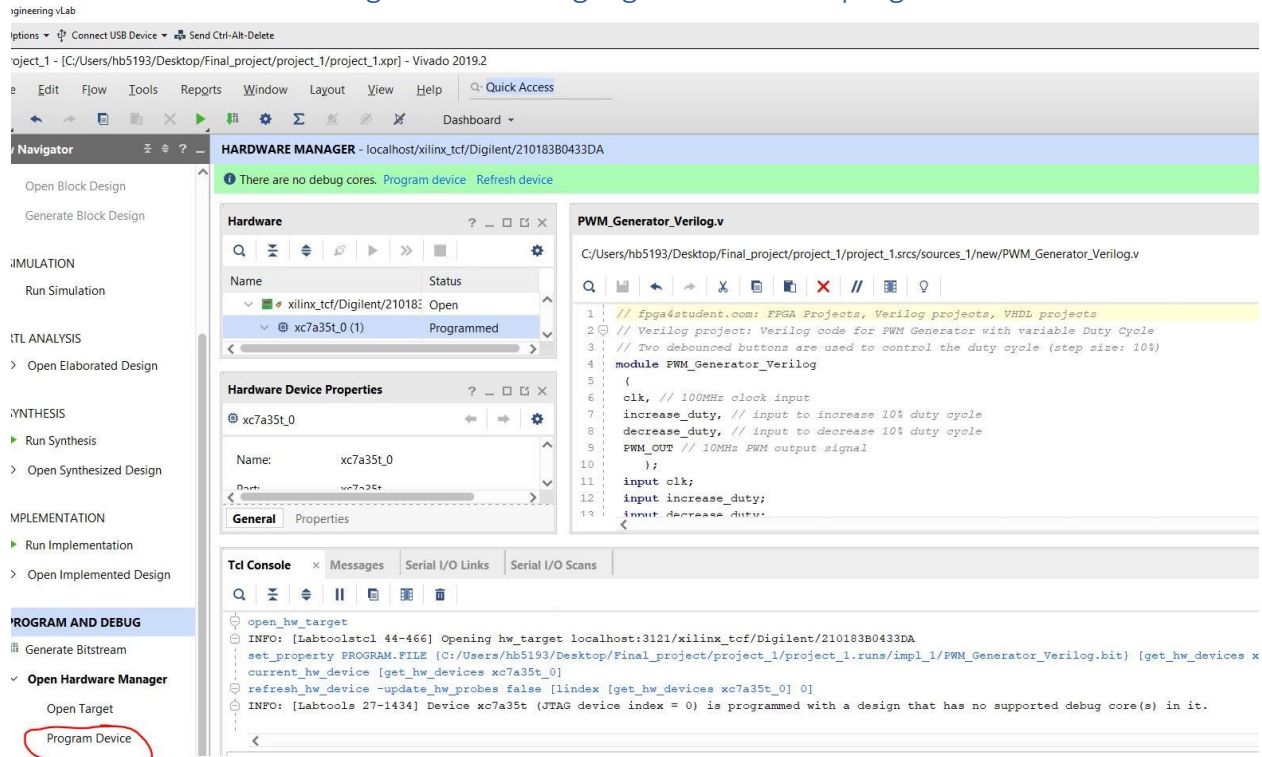 ngineering vLab
ptions Connect USB Device Send Ctrl-Alt-Delete
roject_1 - [C:/Users/hb5193/Desktop/Final_project/project_1/project_1.xpr] - Vivado 2019.2
e Edit Flow Tools Reports Window Layout View Help Quick Access
Dashboard
Navigator ? _
Open Block Design
Generate Block Design
IMULATION
Run Simulation
RTL ANALYSIS
> Open Elaborated Design
SYNTHESIS
Run Synthesis
> Open Synthesized Design
MPLEMENTATION
Run Implementation
> Open Implemented Design
PROGRAM AND DEBUG
Generate Bitstream
Open Hardware Manager
Open Target
Program Device
HARDWARE MANAGER - localhost/xilinx_tcf/Digilent/210183B0433DA
There are no debug cores. Program device Refresh device
Hardware ? _
Name Status
xilinx_tcf/Digilent/21018 Open
xc7a35t_0 (1) Programmed
Hardware Device Properties ? _
xc7a35t_0
Name: xc7a35t_0
Part: xc7a35t
General Properties
PWM_Generator_Verilog.v
C:/Users/hb5193/Desktop/Final_project/project_1/project_1.srcs/sources_1/new/PWM_Generator_Verilog.v
1 // fpga4student.com: FPGA Projects, Verilog projects, VHDL projects
2 // Verilog project: Verilog code for PWM Generator with variable Duty Cycle
3 // Two debounced buttons are used to control the duty cycle (step size: 10%)
4 module PWM_Generator_Verilog
5 (
6 clk, // 100MHz clock input
7 increase_duty, // input to increase 10% duty cycle
8 decrease_duty, // input to decrease 10% duty cycle
9 PWM_OUT // 10MHz PWM output signal
10 );
11 input clk;
12 input increase_duty;
13 input decrease_duty;
Tcl Console × Messages Serial I/O Links Serial I/O Scans
open_hw_target
INFO: [Labtoolstcl 44-466] Opening hw_target localhost:3121/xilinx_tcf/Digilent/210183B0433DA
set_property PROGRAM.FILE {C:/Users/hb5193/Desktop/Final_project/project_1/project_1.runs/impl_1/PWM_Generator_Verilog.bit} [get_hw_devices x
current_hw_device [get_hw_devices xc7a35t_0]
refresh_hw_device -update_hw_probes false [lindex [get_hw_devices xc7a35t_0] 0]
INFO: [Labtools 27-1434] Device xc7a35t (JTAG device index = 0) is programmed with a design that has no supported debug core(s) in it.